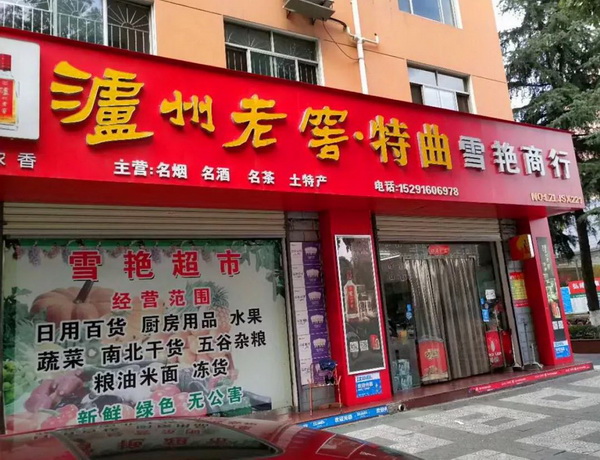 泸州老窖·特曲 雪艳商行
浓香
主营:名烟 名酒 名茶 土特产 电话:15291606978
雪艳超市
经营范围
日用百货 厨房用品 水果
蔬菜 南北干货 五谷杂粮
粮油米面 冻货
新鲜 绿色 无公害